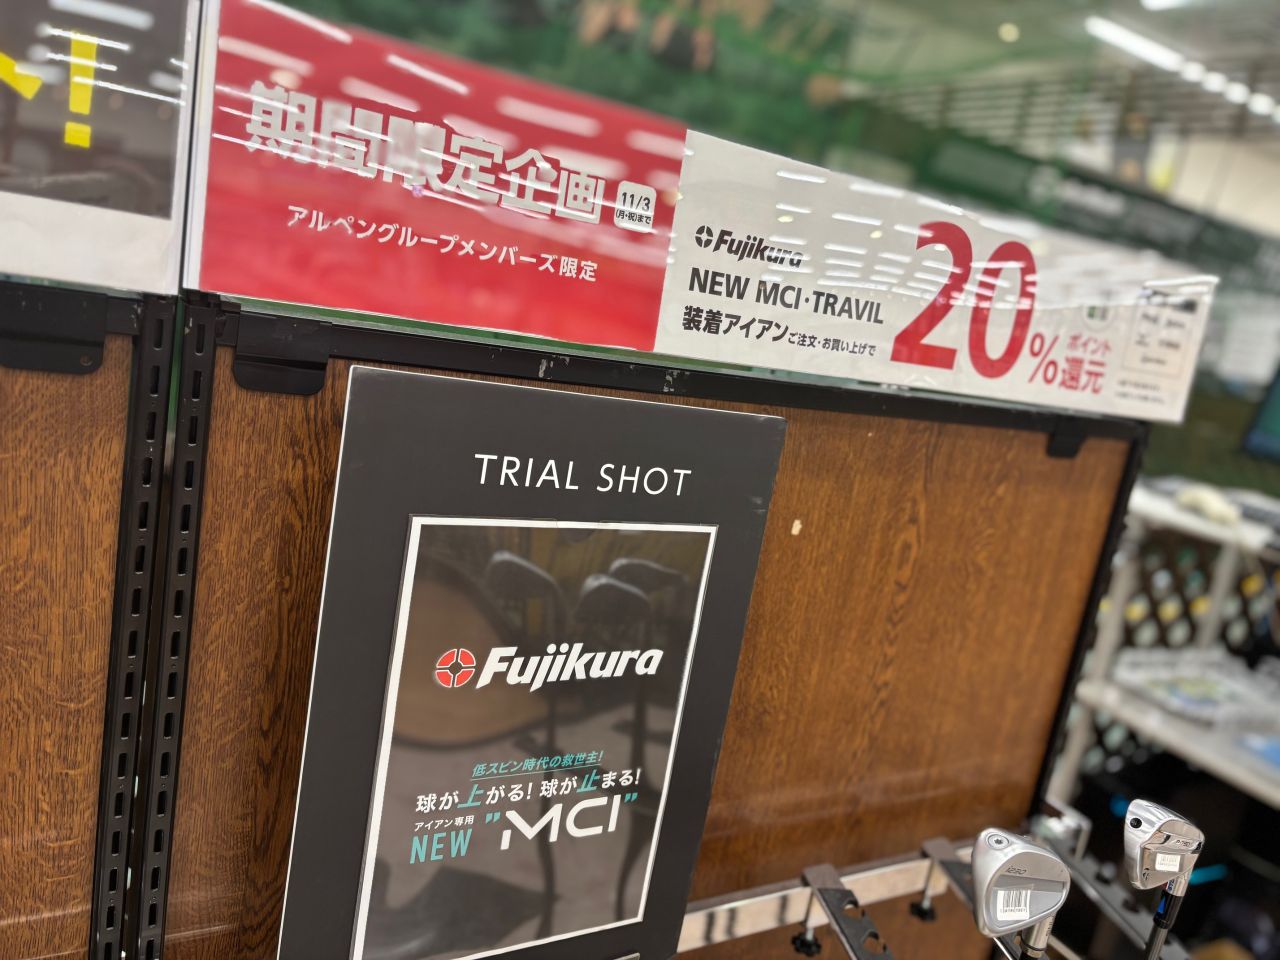 期間限定企画
11/3
(月・祝)まで
アルペングループメンバーズ限定
Fujikura
NEW MCI・TRAVIL
装着アイアンご注文・お買い上げで
20%
ポイント
還元
TRIAL SHOT
Fujikura
低スピン時代の救世主!
球が上がる!球が止まる!
アイアン専用
NEW "MCI"
i230
P790